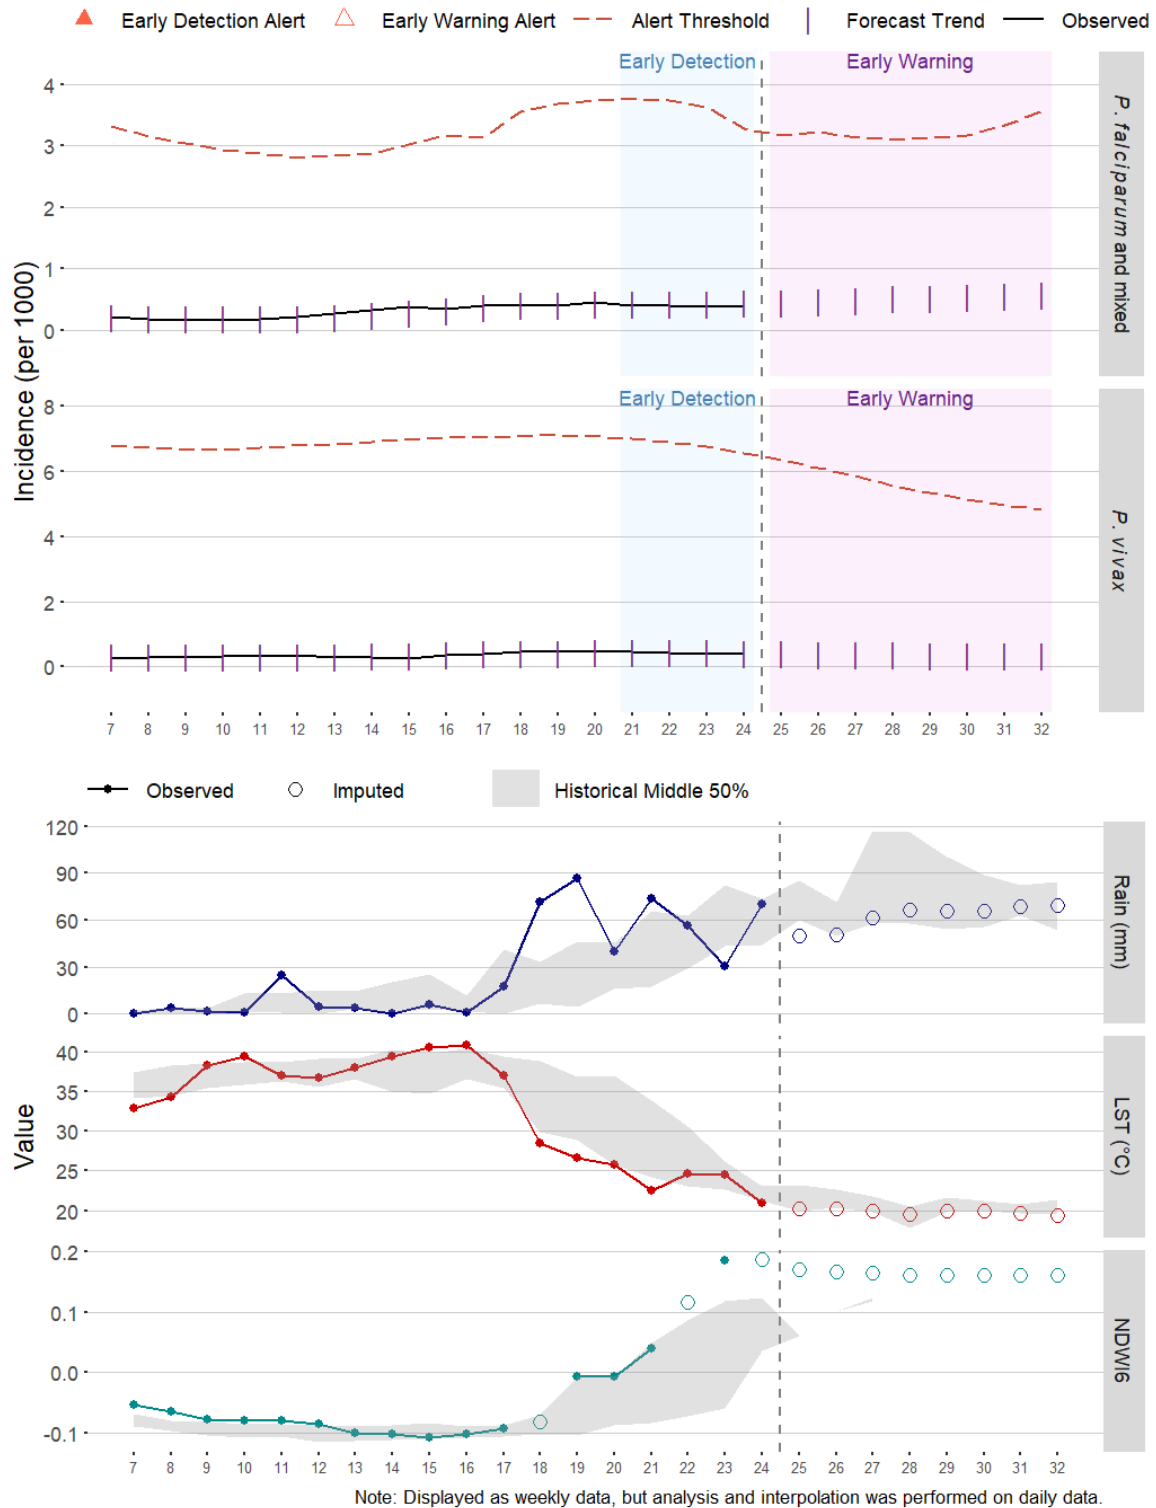 Early Detection Alert Early Warning Alert Alert Threshold Forecast Trend Observed
Early Detection Early Warning
4
3
2
1
0
P. falciparum and mixed
Incidence (per 1000)
Early Detection Early Warning
8
6
4
2
0
P. vivax
7 8 9 10 11 12 13 14 15 16 17 18 19 20 21 22 23 24 25 26 27 28 29 30 31 32
Observed Imputed Historical Middle 50%
120
90
60
30
0
Rain (mm)
40
35
30
25
20
LST (°C)
Value
0.2
0.1
0.0
-0.1
NDWI6
7 8 9 10 11 12 13 14 15 16 17 18 19 20 21 22 23 24 25 26 27 28 29 30 31 32
Note: Displayed as weekly data, but analysis and interpolation was performed on daily data.